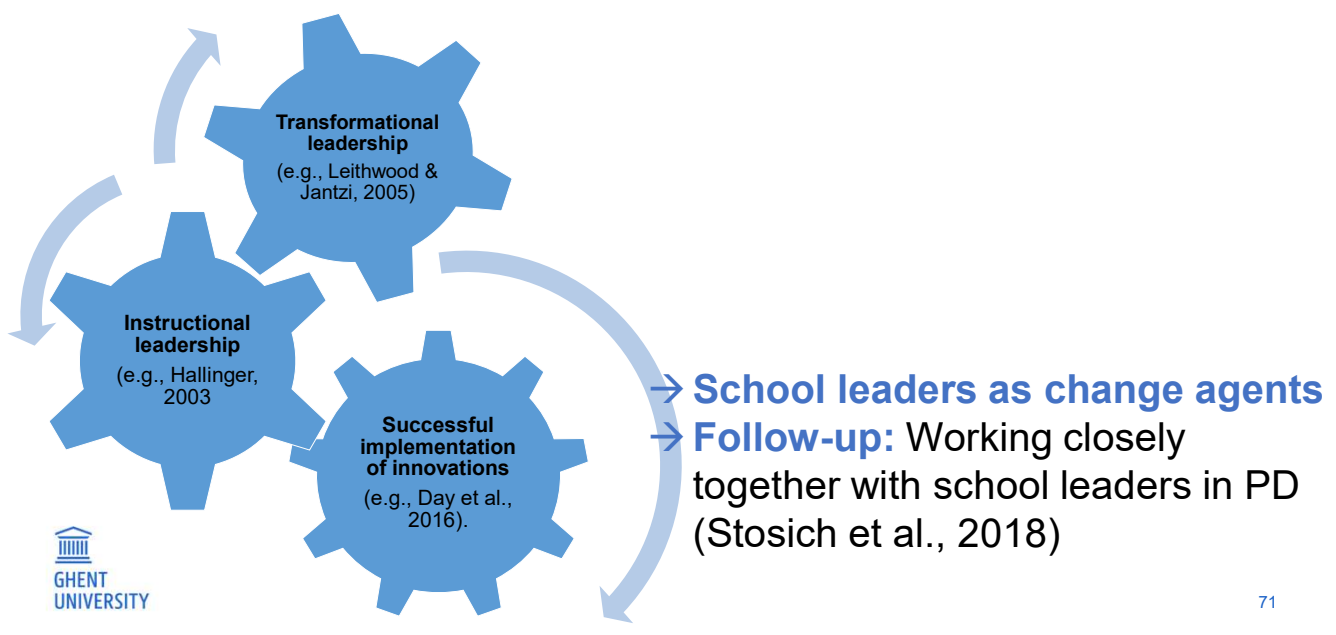 Transformational
leadership
(e.g., Leithwood &
Jantzi, 2005)
Instructional
leadership
(e.g., Hallinger,
2003
Successful
implementation
of innovations
(e.g., Day et al.,
2016).
→ School leaders as change agents
→ Follow-up: Working closely
together with school leaders in PD
(Stosich et al., 2018)
GHENT
UNIVERSITY
71